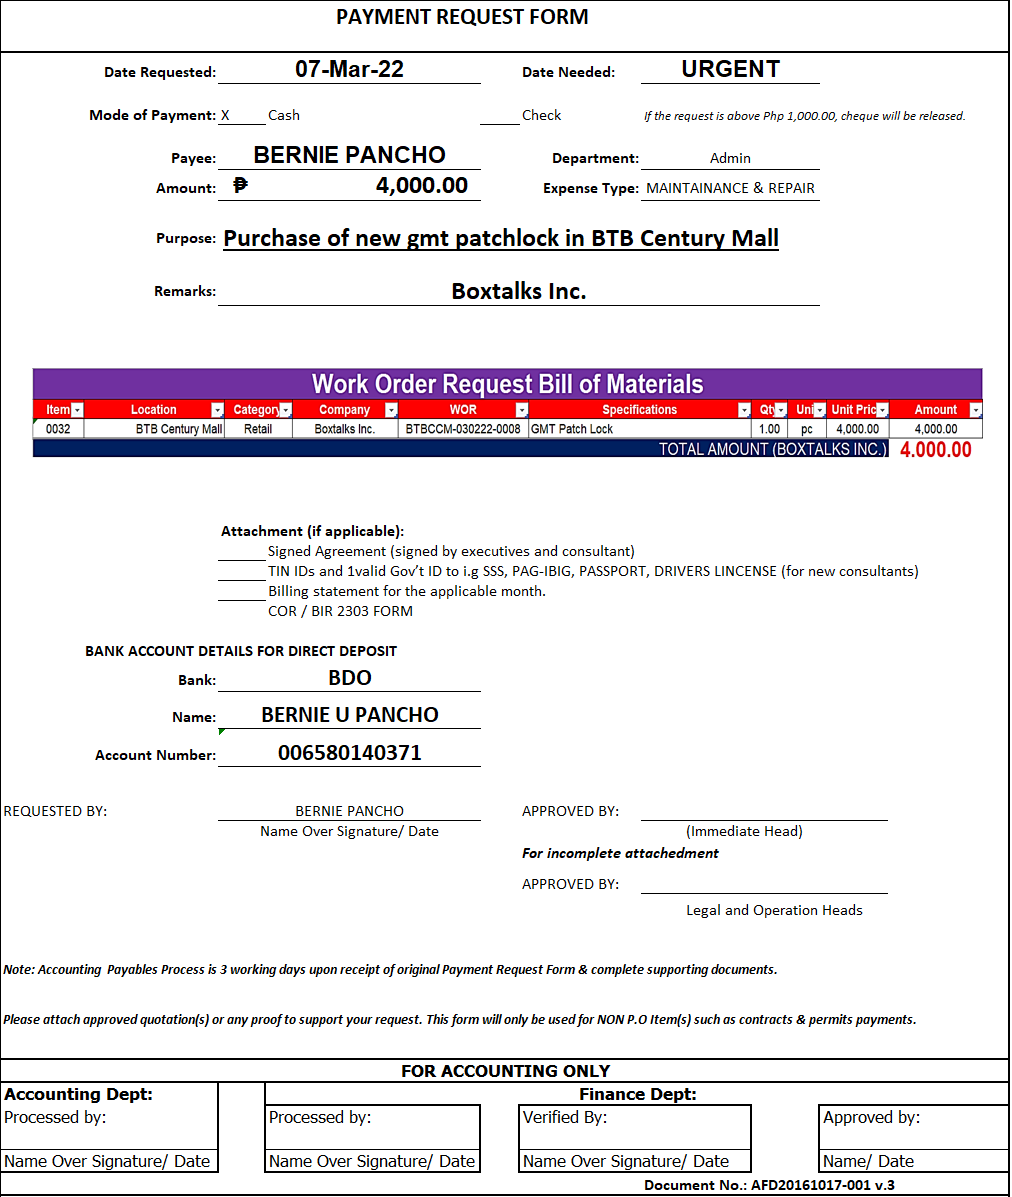 PAYMENT REQUEST FORM
Date Requested: 07-Mar-22 Date Needed: URGENT
Mode of Payment: X Cash Check If the request is above Php 1,000.00, cheque will be released.
Payee: BERNIE PANCHO Department: Admin
Amount: ₱ 4,000.00 Expense Type: MAINTAINANCE & REPAIR
Purpose: Purchase of new gmt patchlock in BTB Century Mall
Remarks: Boxtalks Inc.
Work Order Request Bill of Materials
Item Location Category Company WOR Specifications Qt Uni Unit Pric Amount
0032 BTB Century Mall Retail Boxtalks Inc. BTBCCM-030222-0008 GMT Patch Lock 1.00 pc 4,000.00 4,000.00
TOTAL AMOUNT (BOXTALKS INC.) 4,000.00
Attachment (if applicable):
Signed Agreement (signed by executives and consultant)
TIN IDs and 1valid Gov't ID to i.g SSS, PAG-IBIG, PASSPORT, DRIVERS LINCENSE (for new consultants)
Billing statement for the applicable month.
COR / BIR 2303 FORM
BANK ACCOUNT DETAILS FOR DIRECT DEPOSIT
Bank: BDO
Name: BERNIE U PANCHO
Account Number: 006580140371
REQUESTED BY: BERNIE PANCHO APPROVED BY:
Name Over Signature/ Date (Immediate Head)
For incomplete attachedment
APPROVED BY:
Legal and Operation Heads
Note: Accounting Payables Process is 3 working days upon receipt of original Payment Request Form & complete supporting documents.
Please attach approved quotation(s) or any proof to support your request. This form will only be used for NON P.O Item(s) such as contracts & permits payments.
FOR ACCOUNTING ONLY
Accounting Dept: Finance Dept:
Processed by: Processed by: Verified By: Approved by:
Name Over Signature/ Date Name Over Signature/ Date Name Over Signature/ Date Name/ Date
Document No.: AFD20161017-001 v.3